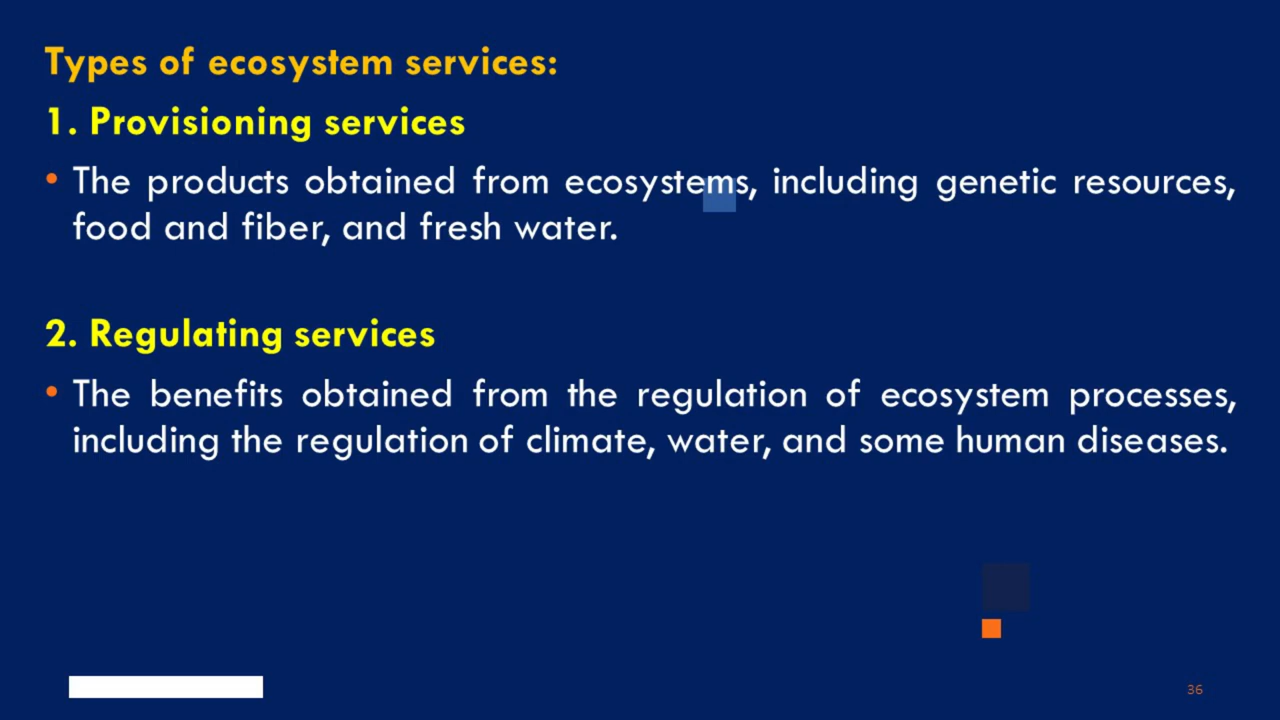 Types of ecosystem services:
1. Provisioning services
• The products obtained from ecosystems, including genetic resources,
food and fiber, and fresh water.
2. Regulating services
• The benefits obtained from the regulation of ecosystem processes,
including the regulation of climate, water, and some human diseases.
36